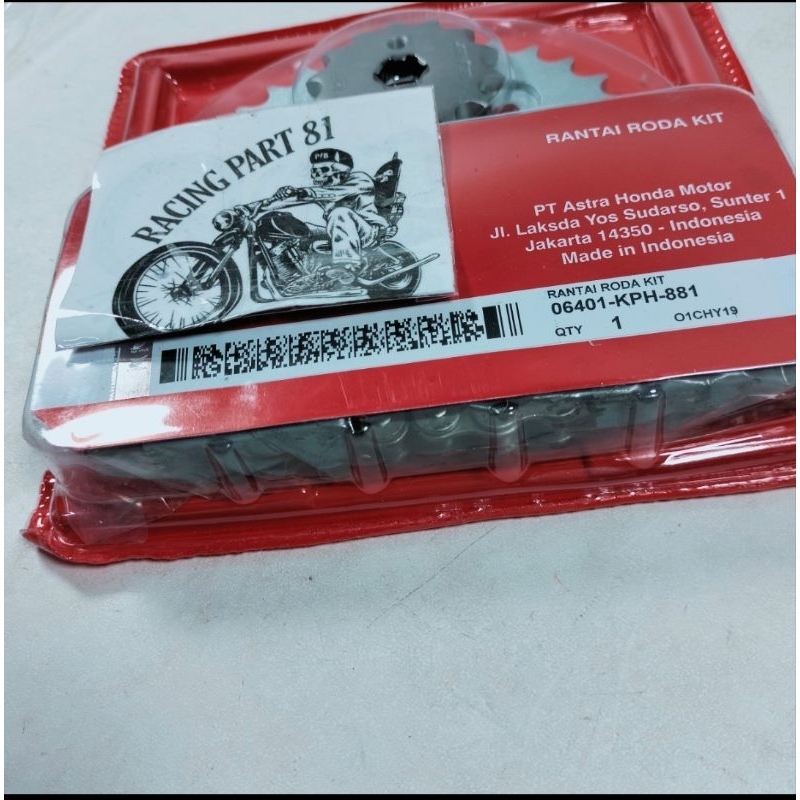 RACING PART 81
RANTAI RODA KIT
PT Astra Honda Motor
Jl. Laksda Yos Sudarso, Sunter 1
Jakarta 14350 - Indonesia
Made in Indonesia
RANTAI RODA KIT
06401-KPH-881
QTY 1 O1CHY19